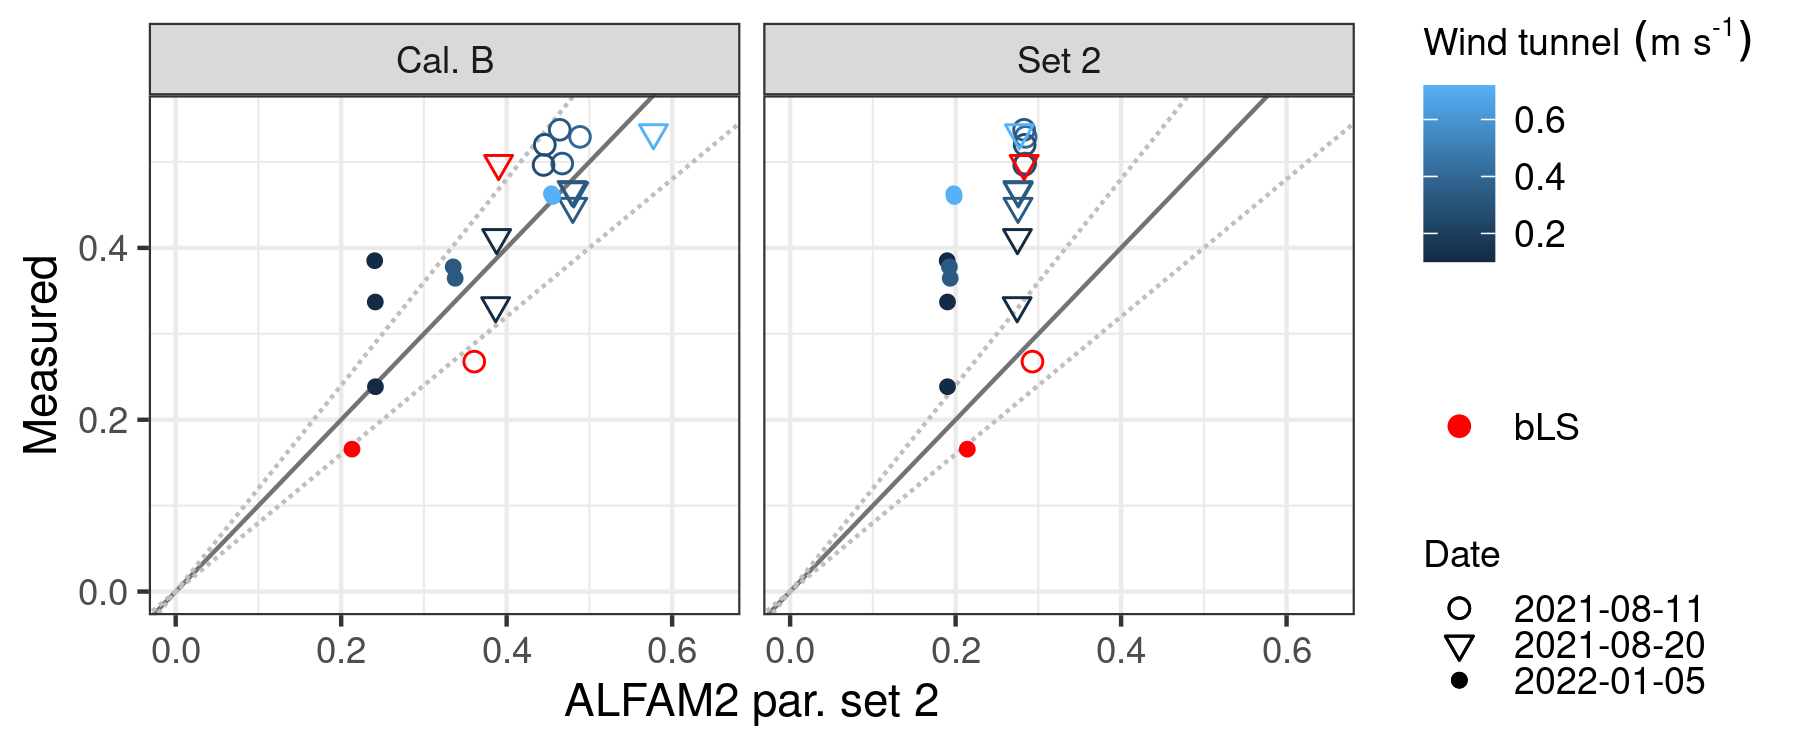 Cal. B
Set 2
Measured
0.4
0.2
0.0
0.0 0.2 0.4 0.6
0.0 0.2 0.4 0.6
ALFAM2 par. set 2
Wind tunnel (m s⁻¹)
0.6
0.4
0.2
bLS
Date
2021-08-11
2021-08-20
2022-01-05